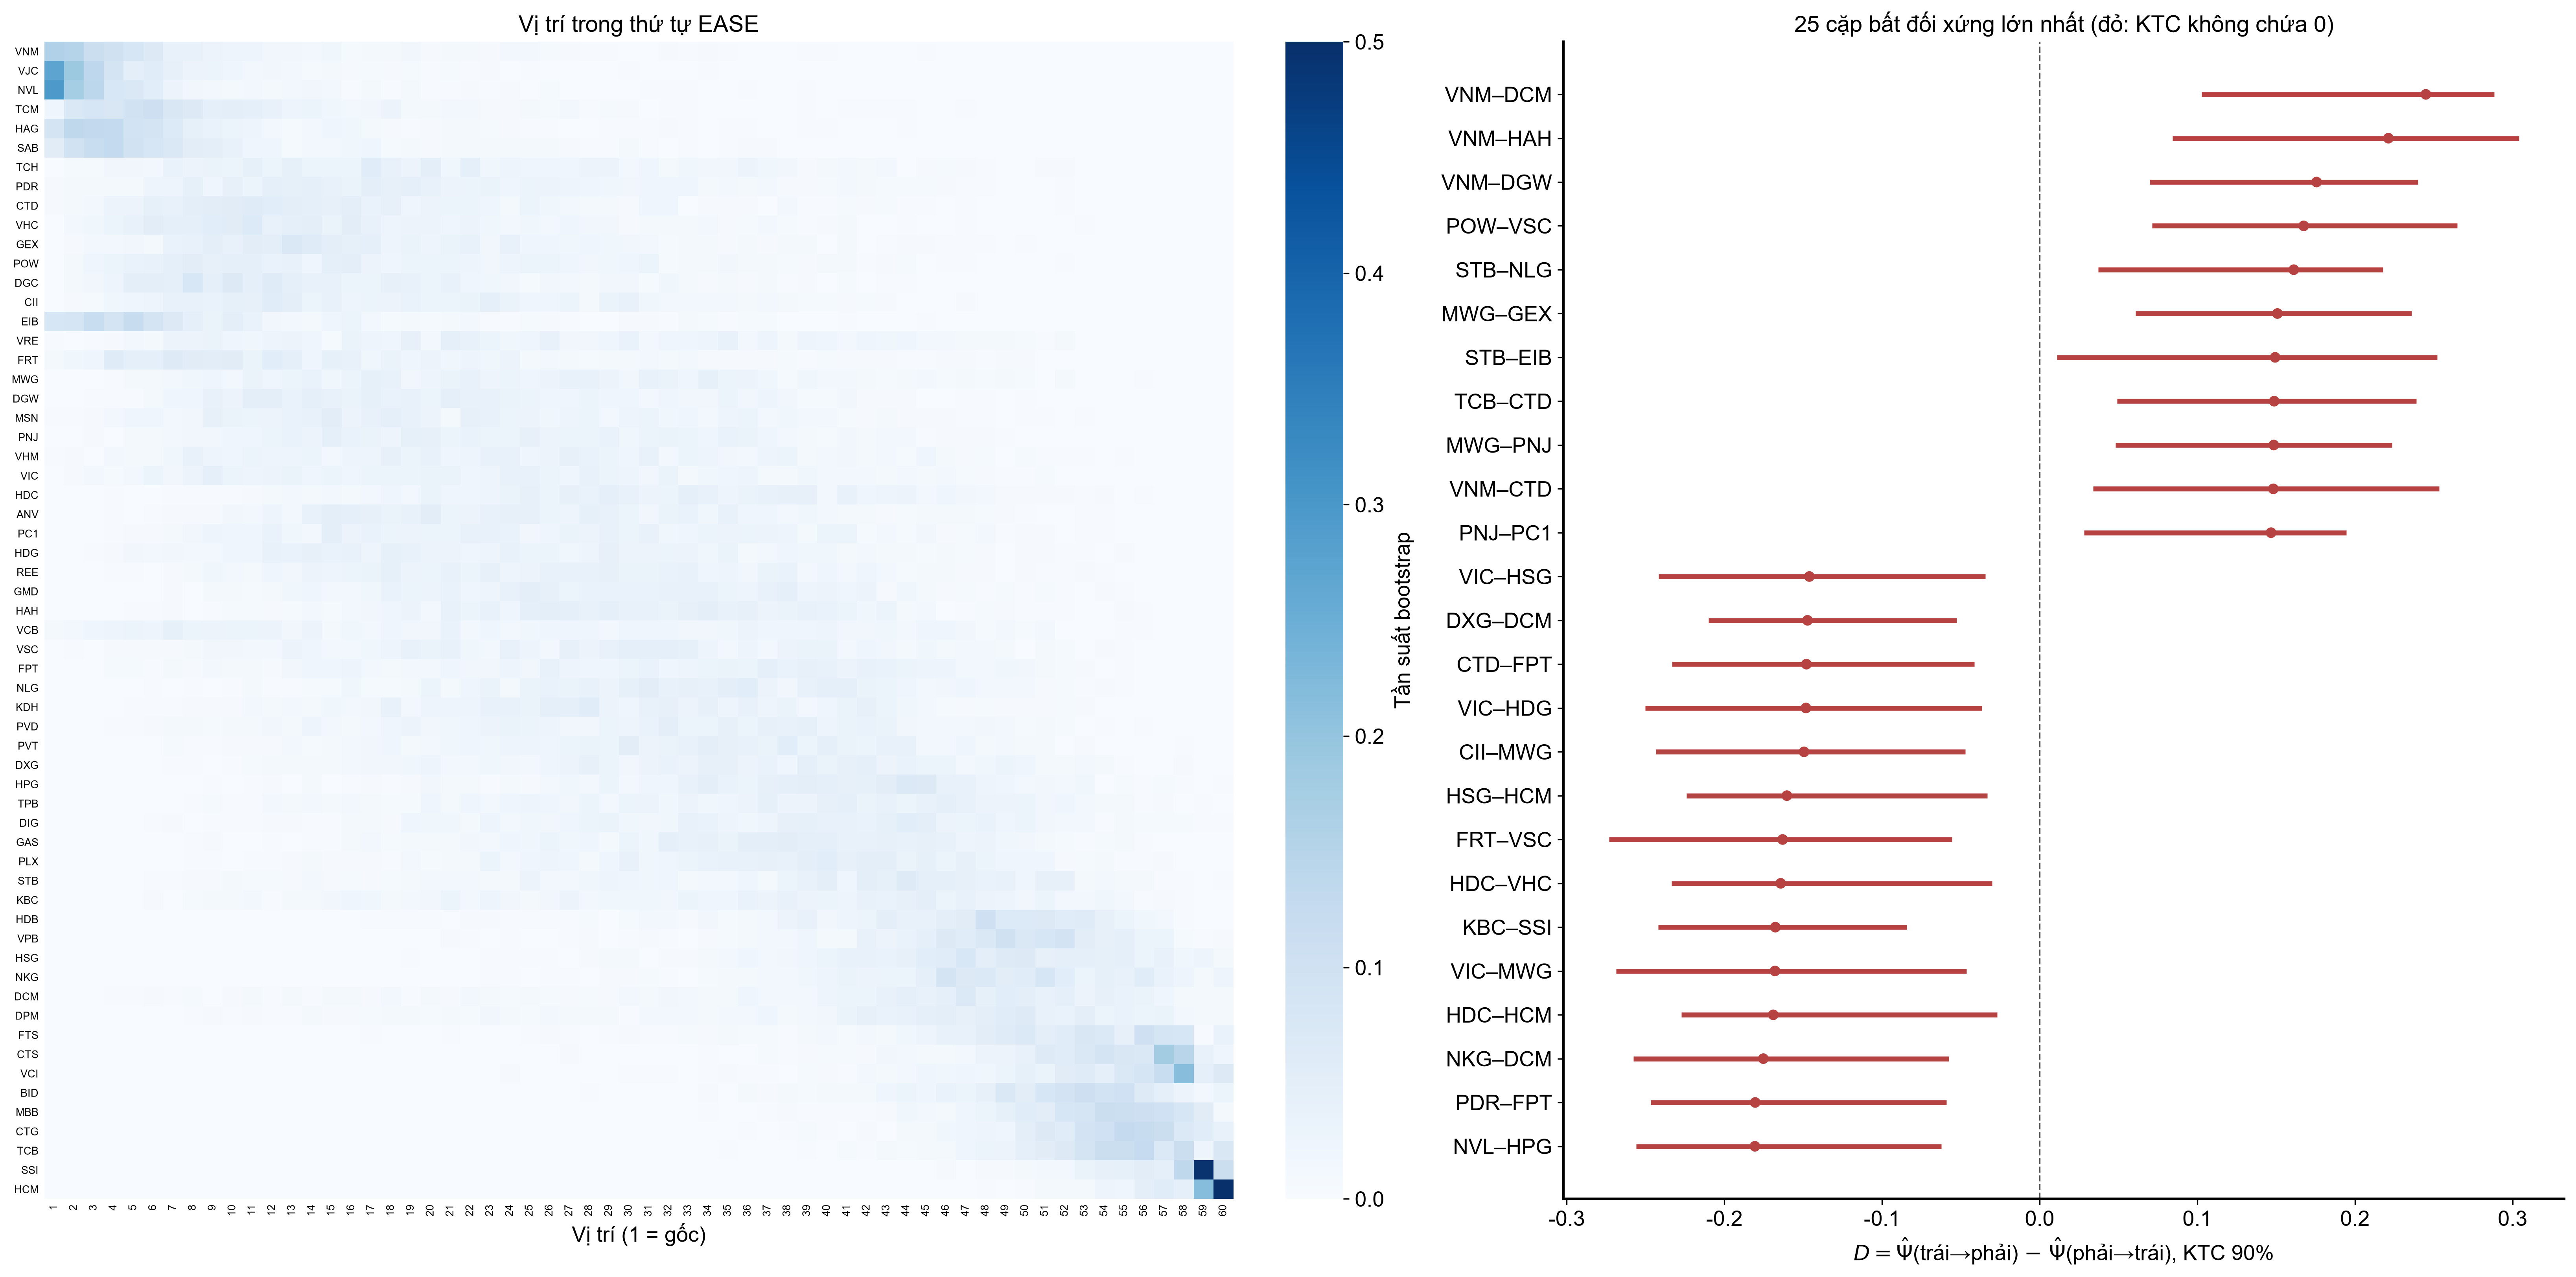 Vị trí trong thứ tự EASE
VNM
VJC
NVL
TCM
HAG
SAB
TCH
PDR
CTD
VHC
GEX
POW
DGC
CII
EIB
VRE
FRT
MWG
DGW
MSN
PNJ
VHM
VIC
HDC
ANV
PC1
HDG
REE
GMD
HAH
VCB
VSC
FPT
NLG
KDH
PVD
PVT
DXG
HPG
TPB
DIG
GAS
PLX
STB
KBC
HDB
VPB
HSG
NKG
DCM
DPM
FTS
CTS
VCI
BID
MBB
CTG
TCB
SSI
HCM
1 2 3 4 5 6 7 8 9 10 11 12 13 14 15 16 17 18 19 20 21 22 23 24 25 26 27 28 29 30 31 32 33 34 35 36 37 38 39 40 41 42 43 44 45 46 47 48 49 50 51 52 53 54 55 56 57 58 59 60
Vị trí (1 = gốc)
0.5
0.4
0.3
0.2
0.1
0.0
Tần suất bootstrap
25 cặp bất đối xứng lớn nhất (đỏ: KTC không chứa 0)
VNM–DCM
VNM–HAH
VNM–DGW
POW–VSC
STB–NLG
MWG–GEX
STB–EIB
TCB–CTD
MWG–PNJ
VNM–CTD
PNJ–PC1
VIC–HSG
DXG–DCM
CTD–FPT
VIC–HDG
CII–MWG
HSG–HCM
FRT–VSC
HDC–VHC
KBC–SSI
VIC–MWG
HDC–HCM
NKG–DCM
PDR–FPT
NVL–HPG
-0.3 -0.2 -0.1 0.0 0.1 0.2 0.3
D = Ψ̂(trái→phải) − Ψ̂(phải→trái), KTC 90%